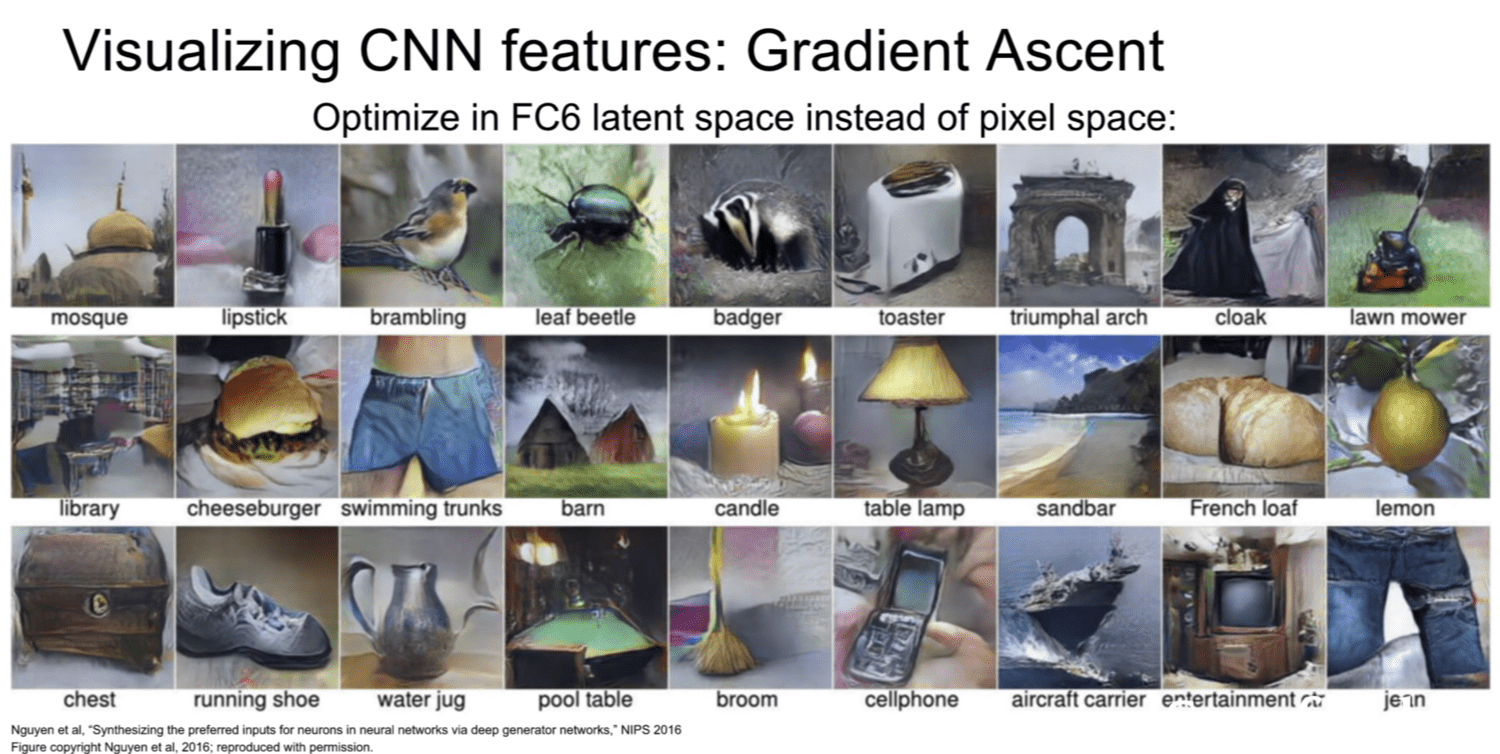 Visualizing CNN features: Gradient Ascent
Optimize in FC6 latent space instead of pixel space:
mosque lipstick brambling leaf beetle badger toaster triumphal arch cloak lawn mower
library cheeseburger swimming trunks barn candle table lamp sandbar French loaf lemon
chest running shoe water jug pool table broom cellphone aircraft carrier entertainment jean
Nguyen et al, “Synthesizing the preferred inputs for neurons in neural networks via deep generator networks,” NIPS 2016
Figure copyright Nguyen et al, 2016; reproduced with permission.